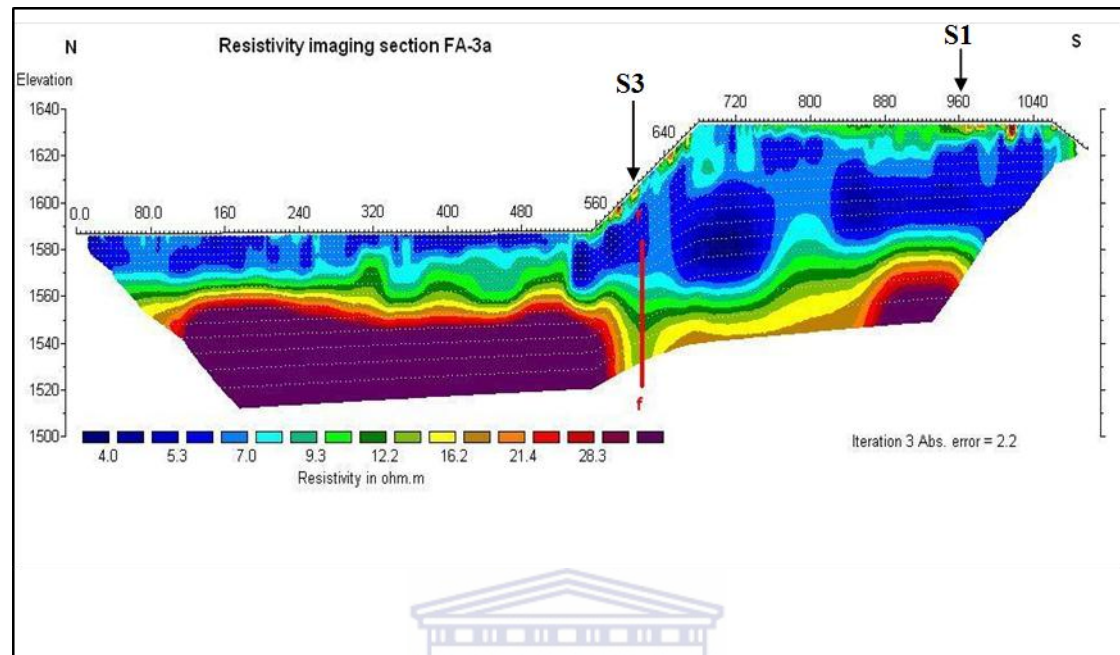 S1
N
Resistivity imaging section FA-3a
S
Elevation
S3
720 800 880 960 1040
1640
640
1620
1600
560
0.0 80.0 160 240 320 400 480
f
1580
1560
1540
1520
f
1500
4.0 5.3 7.0 9.3 12.2 16.2 21.4 28.3
Resistivity in ohm.m
Iteration 3 Abs. error = 2.2